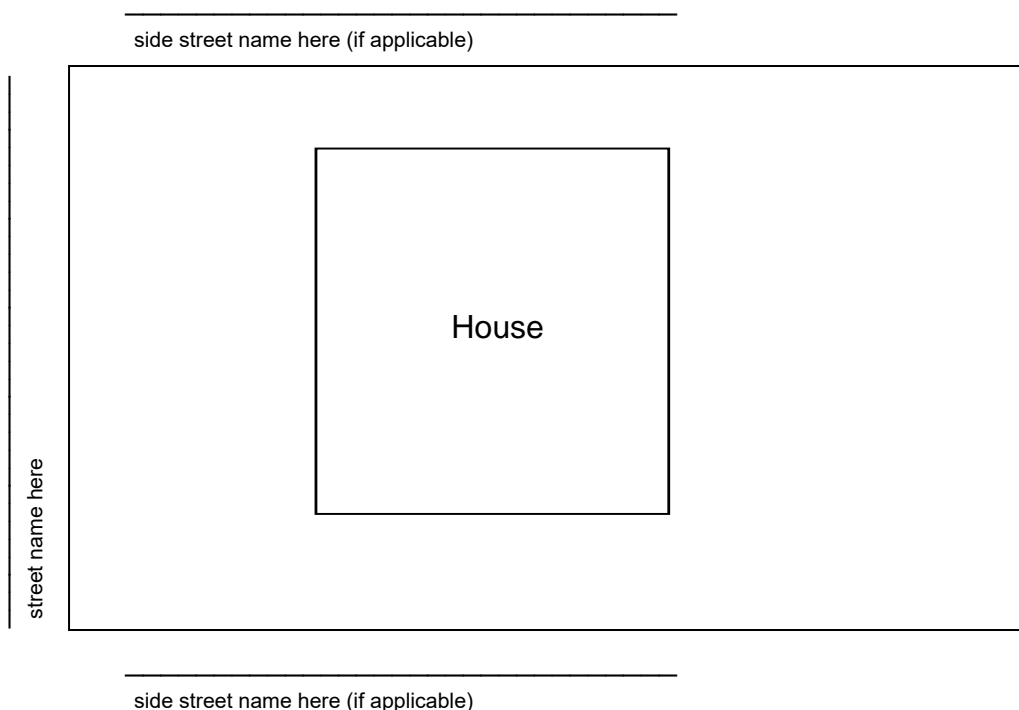 side street name here (if applicable)
House
street name here
side street name here (if applicable)